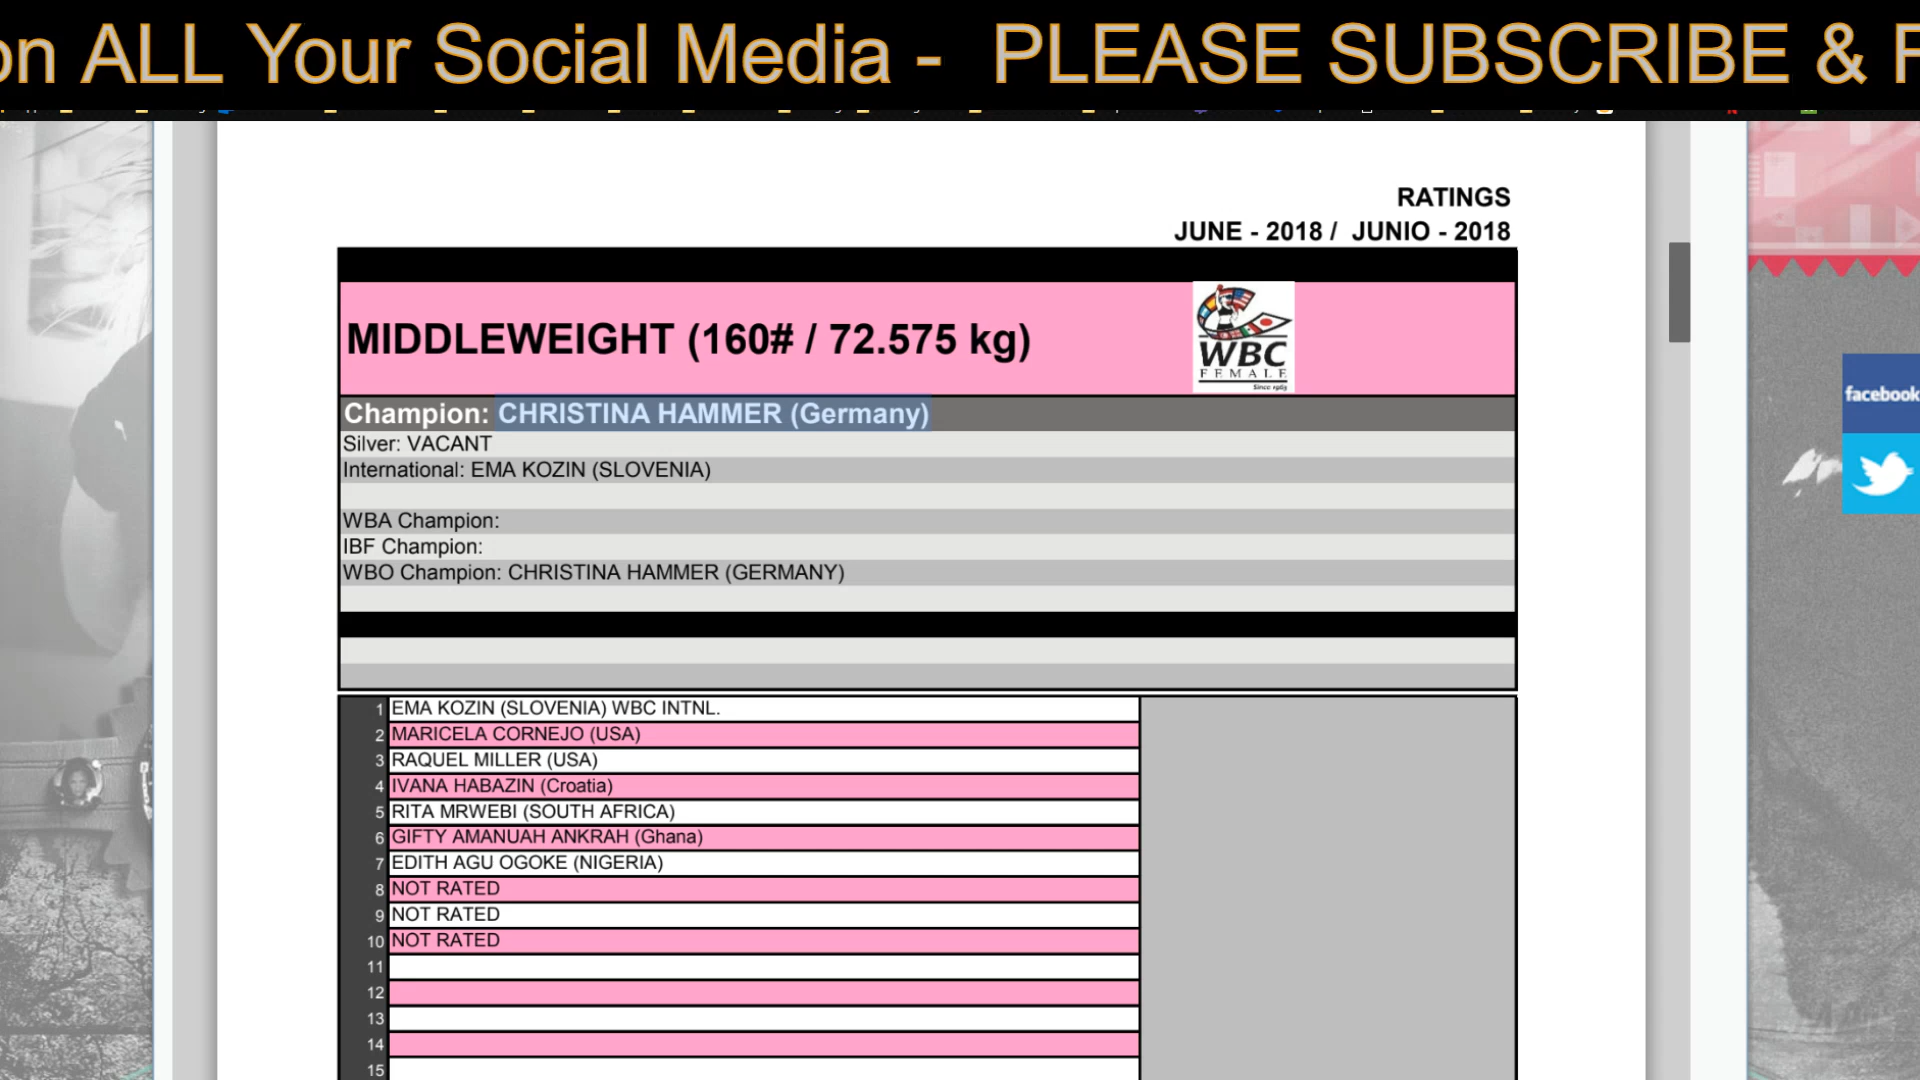 on ALL Your Social Media - PLEASE SUBSCRIBE &
RATINGS
JUNE - 2018 / JUNIO - 2018
MIDDLEWEIGHT (160# / 72.575 kg)
WBC
FEMALE
Since 1963
Champion: CHRISTINA HAMMER (Germany)
Silver: VACANT
International: EMA KOZIN (SLOVENIA)
WBA Champion:
IBF Champion:
WBO Champion: CHRISTINA HAMMER (GERMANY)
1 EMA KOZIN (SLOVENIA) WBC INTNL.
2 MARICELA CORNEJO (USA)
3 RAQUEL MILLER (USA)
4 IVANA HABAZIN (Croatia)
5 RITA MRWEBI (SOUTH AFRICA)
6 GIFTY AMANUAH ANKRAH (Ghana)
7 EDITH AGU OGOKE (NIGERIA)
8 NOT RATED
9 NOT RATED
10 NOT RATED
11
12
13
14
15
facebook